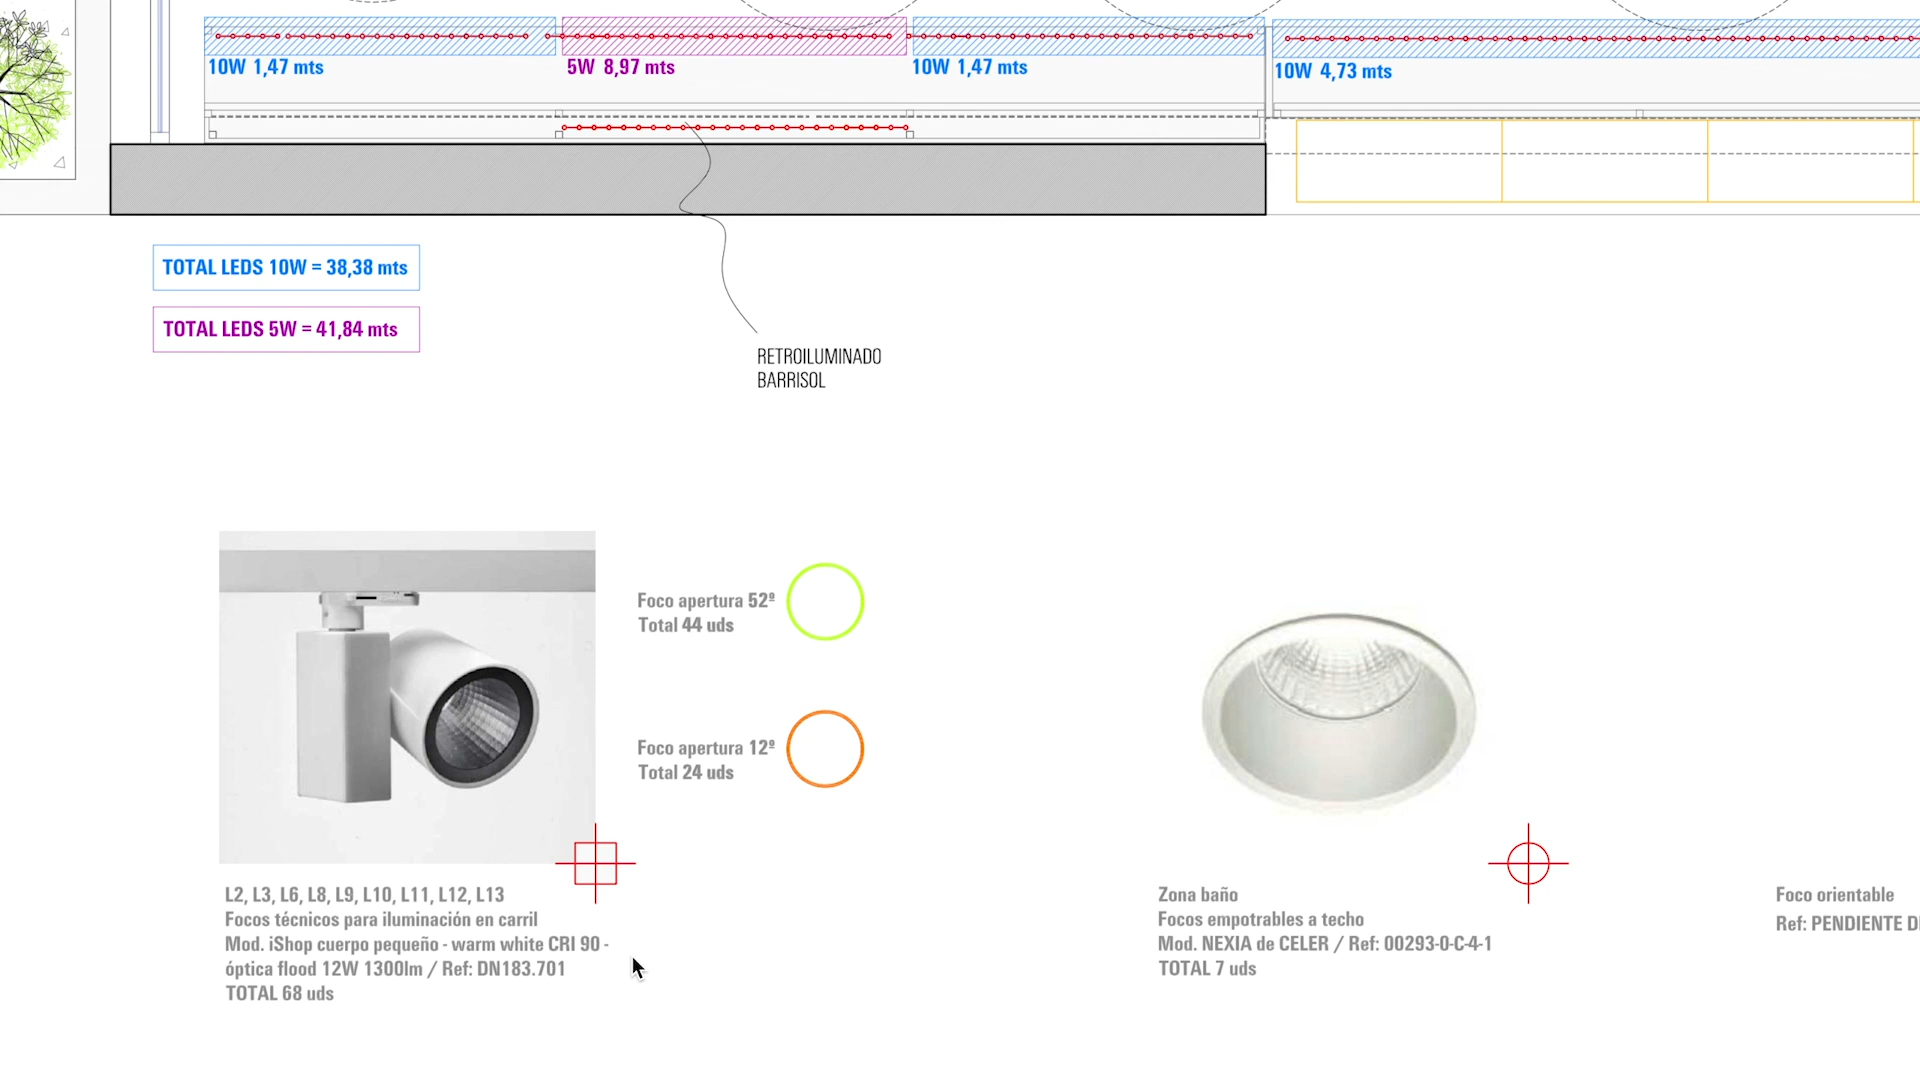 10W 1,47 mts
5W 8,97 mts
10W 1,47 mts
10W 4,73 mts
TOTAL LEDS 10W = 38,38 mts
TOTAL LEDS 5W = 41,84 mts
RETROILUMINADO
BARRISOL
Foco apertura 52º
Total 44 uds
Foco apertura 12º
Total 24 uds
L2, L3, L6, L8, L9, L10, L11, L12, L13
Focos técnicos para iluminación en carril
Mod. iShop cuerpo pequeño - warm white CRI 90 -
óptica flood 12W 1300lm / Ref: DN183.701
TOTAL 68 uds
Zona baño
Focos empotrables a techo
Mod. NEXIA de CELER / Ref: 00293-0-C-4-1
TOTAL 7 uds
Foco orientable
Ref: PENDIENTE